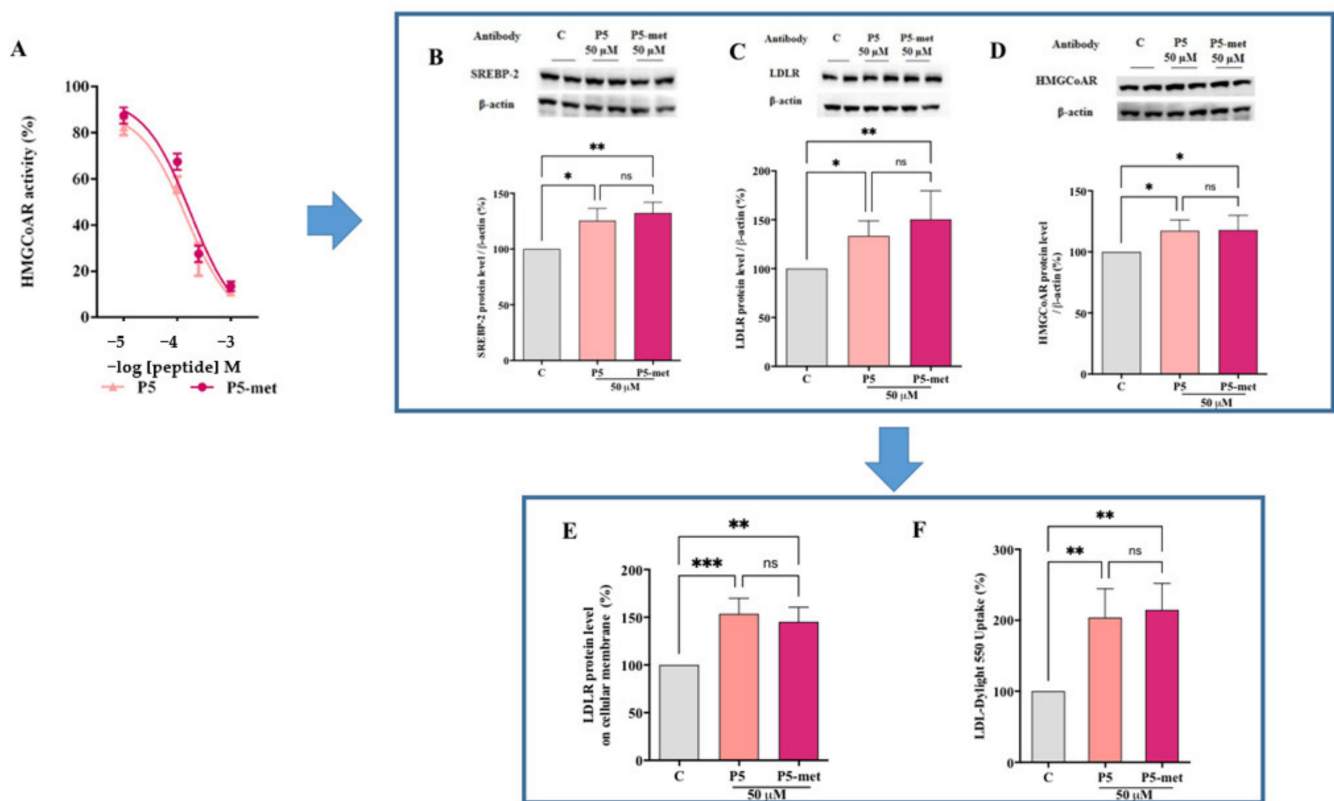 A
HMGCoAR activity (%)
100
80
60
40
20
0
−5 −4 −3
−log [peptide] M
P5 P5-met
B
Antibody C P5 P5-met
50 μM 50 μM
SREBP-2
β-actin
** 
* ns
SREBP-2 protein level / β-actin (%)
150
100
50
0
C P5 P5-met
50 μM
C
Antibody C P5 P5-met
50 μM 50 μM
LDLR
β-actin
**
* ns
LDLR protein level / β-actin (%)
200
150
100
50
0
C P5 P5-met
50 μM
D
Antibody C P5 P5-met
50 μM 50 μM
HMGCoAR
β-actin
*
* ns
HMGCoAR protein level
/ β-actin (%)
150
100
50
0
C P5 P5-met
50 μM
E
**
*** ns
LDLR protein level
on cellular membrane (%)
200
150
100
50
0
C P5 P5-met
50 μM
F
**
** ns
LDL-Dylight 550 Uptake (%)
300
200
100
0
C P5 P5-met
50 μM